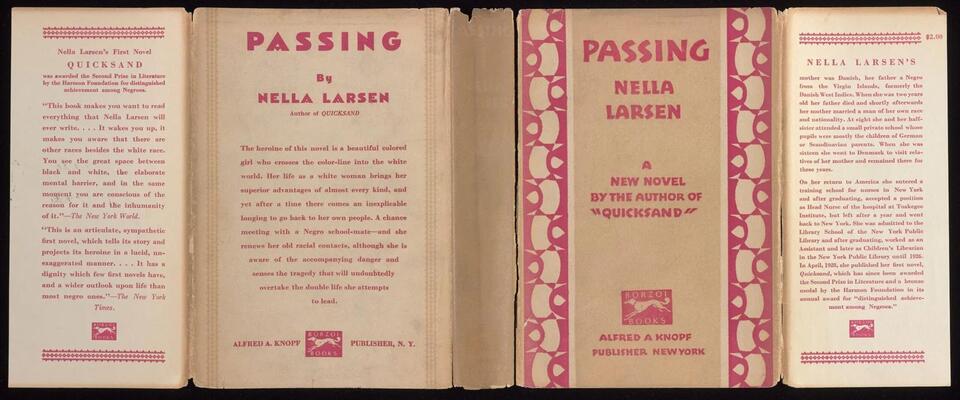 Nella Larsen's First Novel
QUICKSAND
was awarded the Second Prize in Literature
by the Harmon Foundation for distinguished
achievement among Negroes.
"This book makes you want to read
everything that Nella Larsen will
ever write. . . . It wakes you up, it
makes you aware that there are
other races besides the white race.
You see the great space between
black and white, the elaborate
mental barrier, and in the same
moment you are conscious of the
reason for it and the inhumanity
of it."—The New York World.
"This is an articulate, sympathetic
first novel, which tells its story and
projects its heroine in a lucid, un-
exaggerated manner. . . . It has a
dignity which few first novels have,
and a wider outlook upon life than
most negro ones."—The New York
Times.
PASSING
By
NELLA LARSEN
Author of QUICKSAND
The heroine of this novel is a beautiful colored
girl who crosses the color-line into the white
world. Her life as a white woman brings her
superior advantages of almost every kind, and
yet after a time there comes an inexplicable
longing to go back to her own people. A chance
meeting with a Negro school-mate—and she
renews her old racial contacts, although she is
aware of the accompanying danger and
senses the tragedy that will undoubtedly
overtake the double life she attempts
to lead.
BORZOI
BOOKS
ALFRED A. KNOPF PUBLISHER, N. Y.
PASSING
NELLA
LARSEN
A
NEW NOVEL
BY THE AUTHOR OF
"QUICKSAND"
BORZOI
BOOKS
ALFRED A KNOPF
PUBLISHER NEW YORK
$2.00
NELLA LARSEN'S
mother was Danish, her father a Negro
from the Virgin Islands, formerly the
Danish West Indies. When she was two years
old her father died and shortly afterwards
her mother married a man of her own race
and nationality. At eight she and her half-
sister attended a small private school whose
pupils were mostly the children of German
or Scandinavian parents. When she was
sixteen she went to Denmark to visit rela-
tives of her mother and remained there for
three years.
On her return to America she entered a
training school for nurses in New York
and after graduating, accepted a position
as Head Nurse of the hospital at Tuskegee
Institute, but left after a year and went
back to New York. She was admitted to the
Library School of the New York Public
Library and after graduating, worked as an
Assistant and later as Children's Librarian
in the New York Public Library until 1926.
In April, 1928, she published her first novel,
Quicksand, which has since been awarded
the Second Prize in Literature and a bronze
medal by the Harmon Foundation in its
annual award for "distinguished achieve-
ment among Negroes."